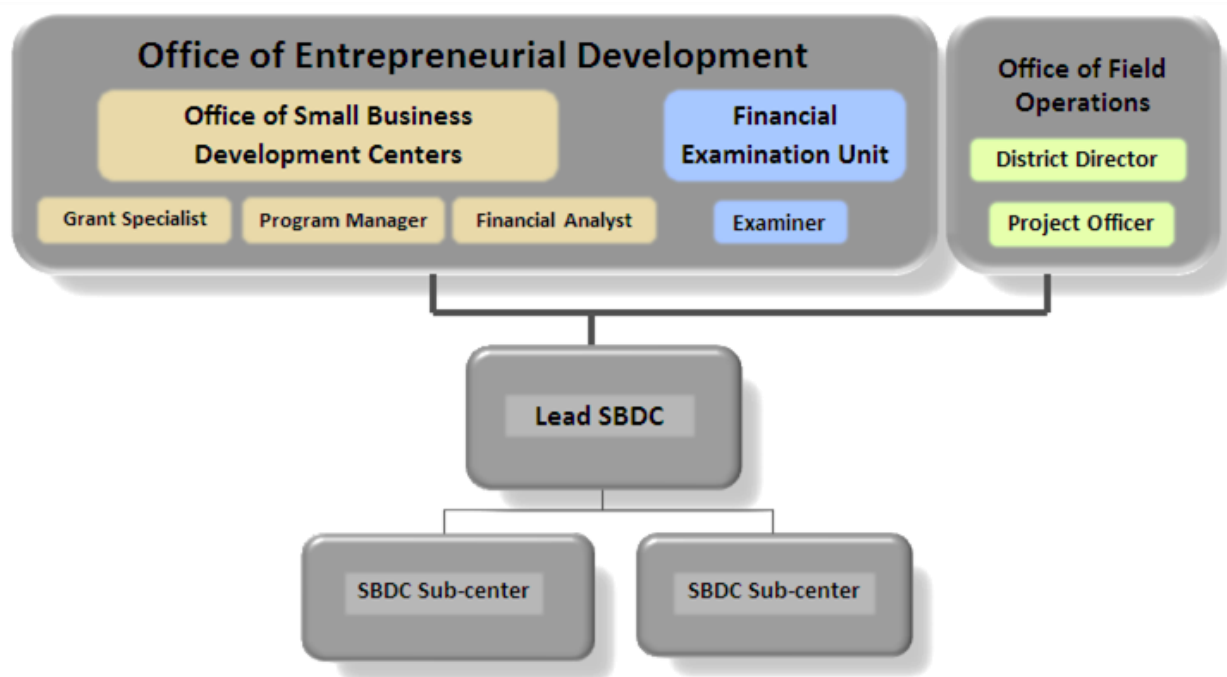 Office of Entrepreneurial Development
Office of Small Business
Development Centers
Grant Specialist
Program Manager
Financial Analyst
Financial
Examination Unit
Examiner
Office of Field
Operations
District Director
Project Officer
Lead SBDC
SBDC Sub-center
SBDC Sub-center